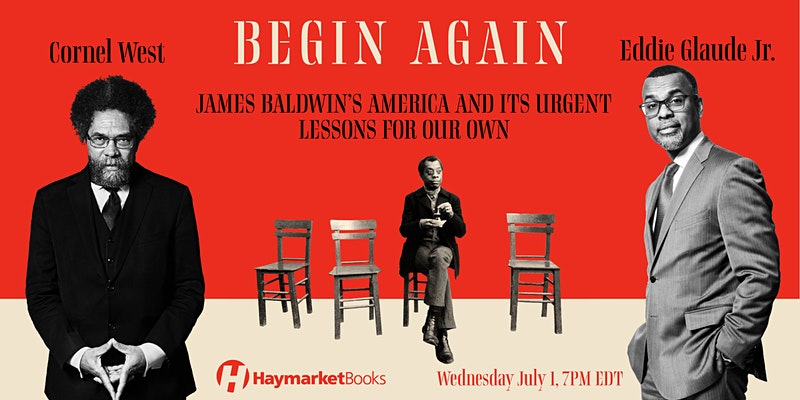 Cornel West
BEGIN AGAIN
Eddie Glaude Jr.
JAMES BALDWIN'S AMERICA AND ITS URGENT
LESSONS FOR OUR OWN
H HaymarketBooks
Wednesday July 1, 7PM EDT